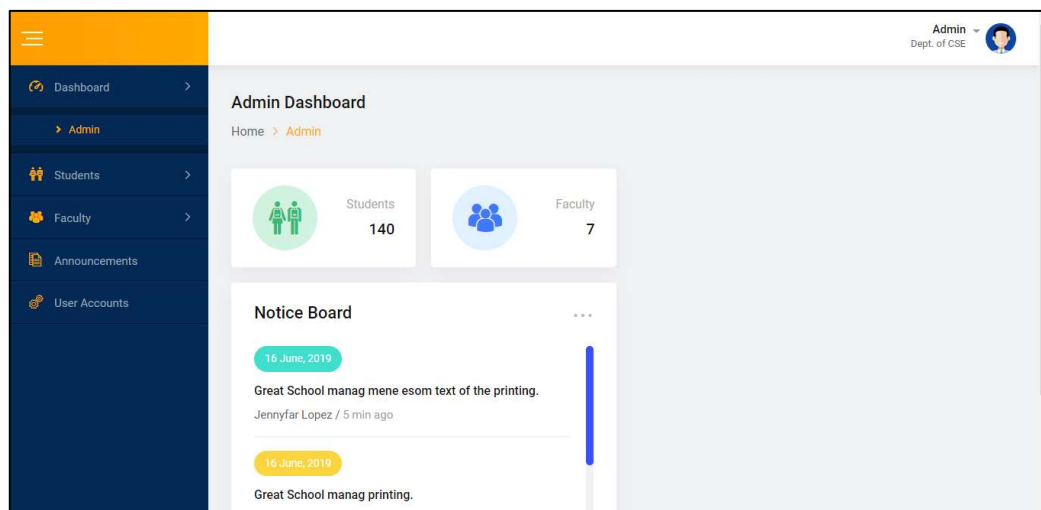 Admin
Dept. of CSE
Dashboard
Admin
Students
Faculty
Announcements
User Accounts
Admin Dashboard
Home > Admin
Students
140
Faculty
7
Notice Board
16 June, 2019
Great School manag mene esom text of the printing.
Jennyfar Lopez / 5 min ago
16 June, 2019
Great School manag printing.